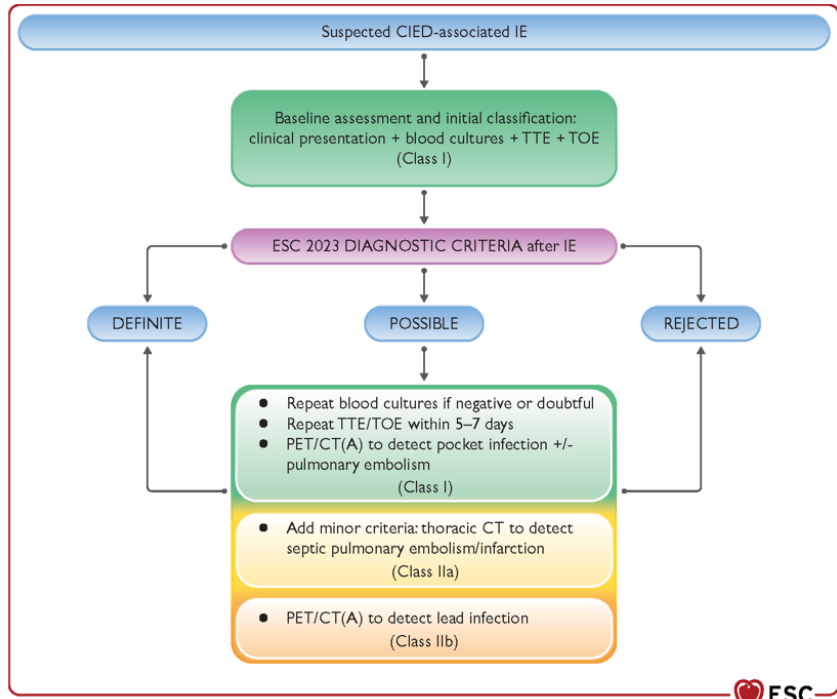 Suspected CIED-associated IE
Baseline assessment and initial classification:
clinical presentation + blood cultures + TTE + TOE
(Class I)
ESC 2023 DIAGNOSTIC CRITERIA after IE
DEFINITE
POSSIBLE
REJECTED
● Repeat blood cultures if negative or doubtful
● Repeat TTE/TOE within 5–7 days
● PET/CT(A) to detect pocket infection +/-
pulmonary embolism
(Class I)
● Add minor criteria: thoracic CT to detect
septic pulmonary embolism/infarction
(Class IIa)
● PET/CT(A) to detect lead infection
(Class IIb)
ESC